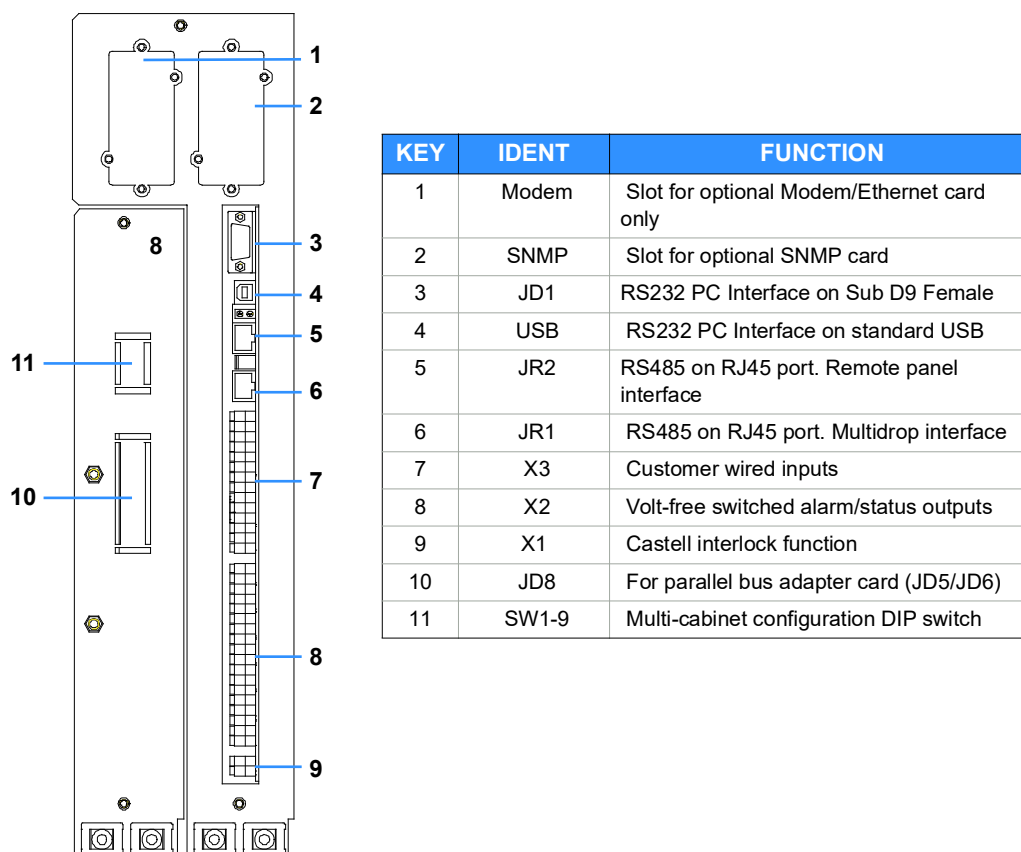 1
2
8
3
4
5
11
6
7
10
8
9
KEY IDENT FUNCTION
1 Modem Slot for optional Modem/Ethernet card
only
2 SNMP Slot for optional SNMP card
3 JD1 RS232 PC Interface on Sub D9 Female
4 USB RS232 PC Interface on standard USB
5 JR2 RS485 on RJ45 port. Remote panel
interface
6 JR1 RS485 on RJ45 port. Multidrop interface
7 X3 Customer wired inputs
8 X2 Volt-free switched alarm/status outputs
9 X1 Castell interlock function
10 JD8 For parallel bus adapter card (JD5/JD6)
11 SW1-9 Multi-cabinet configuration DIP switch